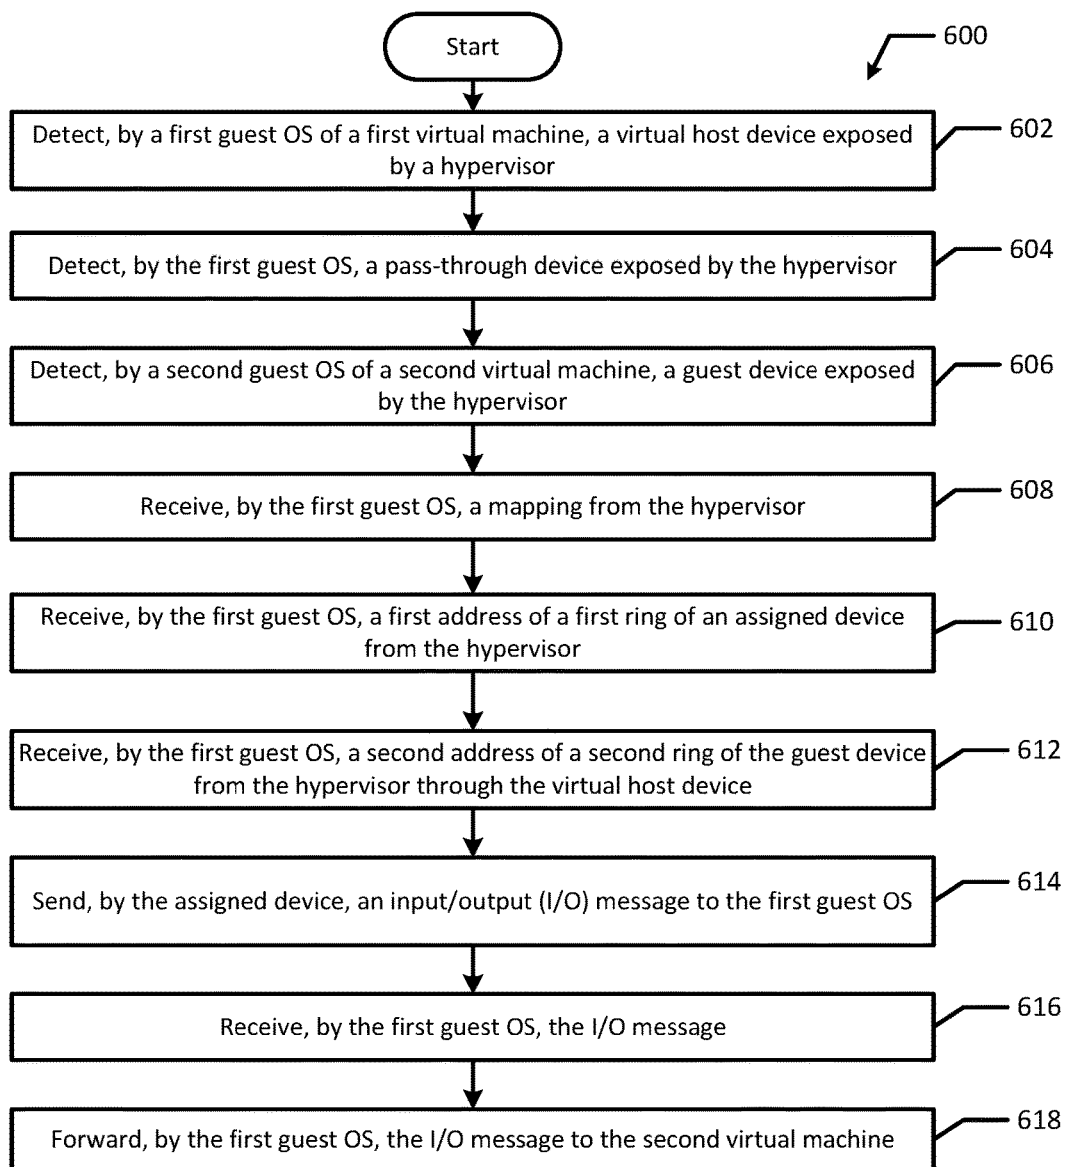 Start
600
Detect, by a first guest OS of a first virtual machine, a virtual host device exposed
by a hypervisor
602
Detect, by the first guest OS, a pass-through device exposed by the hypervisor
604
Detect, by a second guest OS of a second virtual machine, a guest device exposed
by the hypervisor
606
Receive, by the first guest OS, a mapping from the hypervisor
608
Receive, by the first guest OS, a first address of a first ring of an assigned device
from the hypervisor
610
Receive, by the first guest OS, a second address of a second ring of the guest device
from the hypervisor through the virtual host device
612
Send, by the assigned device, an input/output (I/O) message to the first guest OS
614
Receive, by the first guest OS, the I/O message
616
Forward, by the first guest OS, the I/O message to the second virtual machine
618